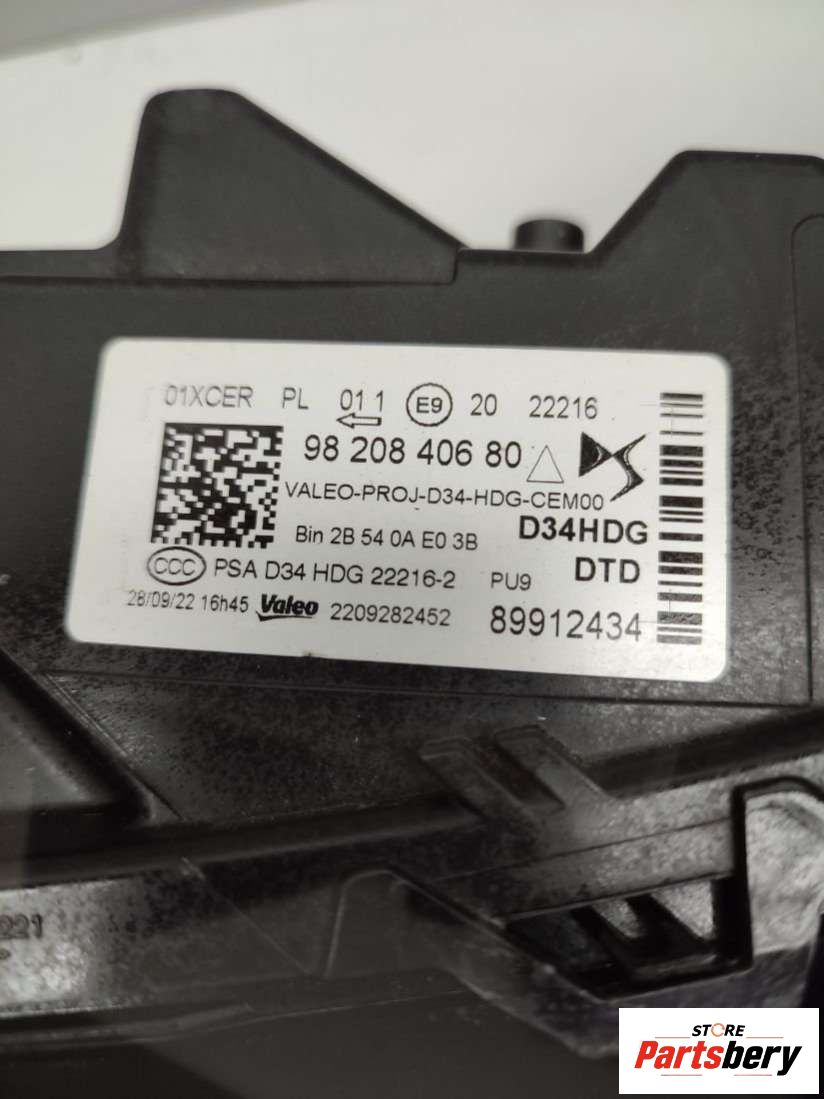 01XCER PL 01 1 E9 20 22216
98 208 406 80 DS
VALEO-PROJ-D34-HDG-CEM00
Bin 2B 54 0A E0 3B D34HDG
CCC PSA D34 HDG 22216-2 PU9 DTD
28/09/22 16h45 Valeo 2209282452 89912434
221
STORE
Partsbery